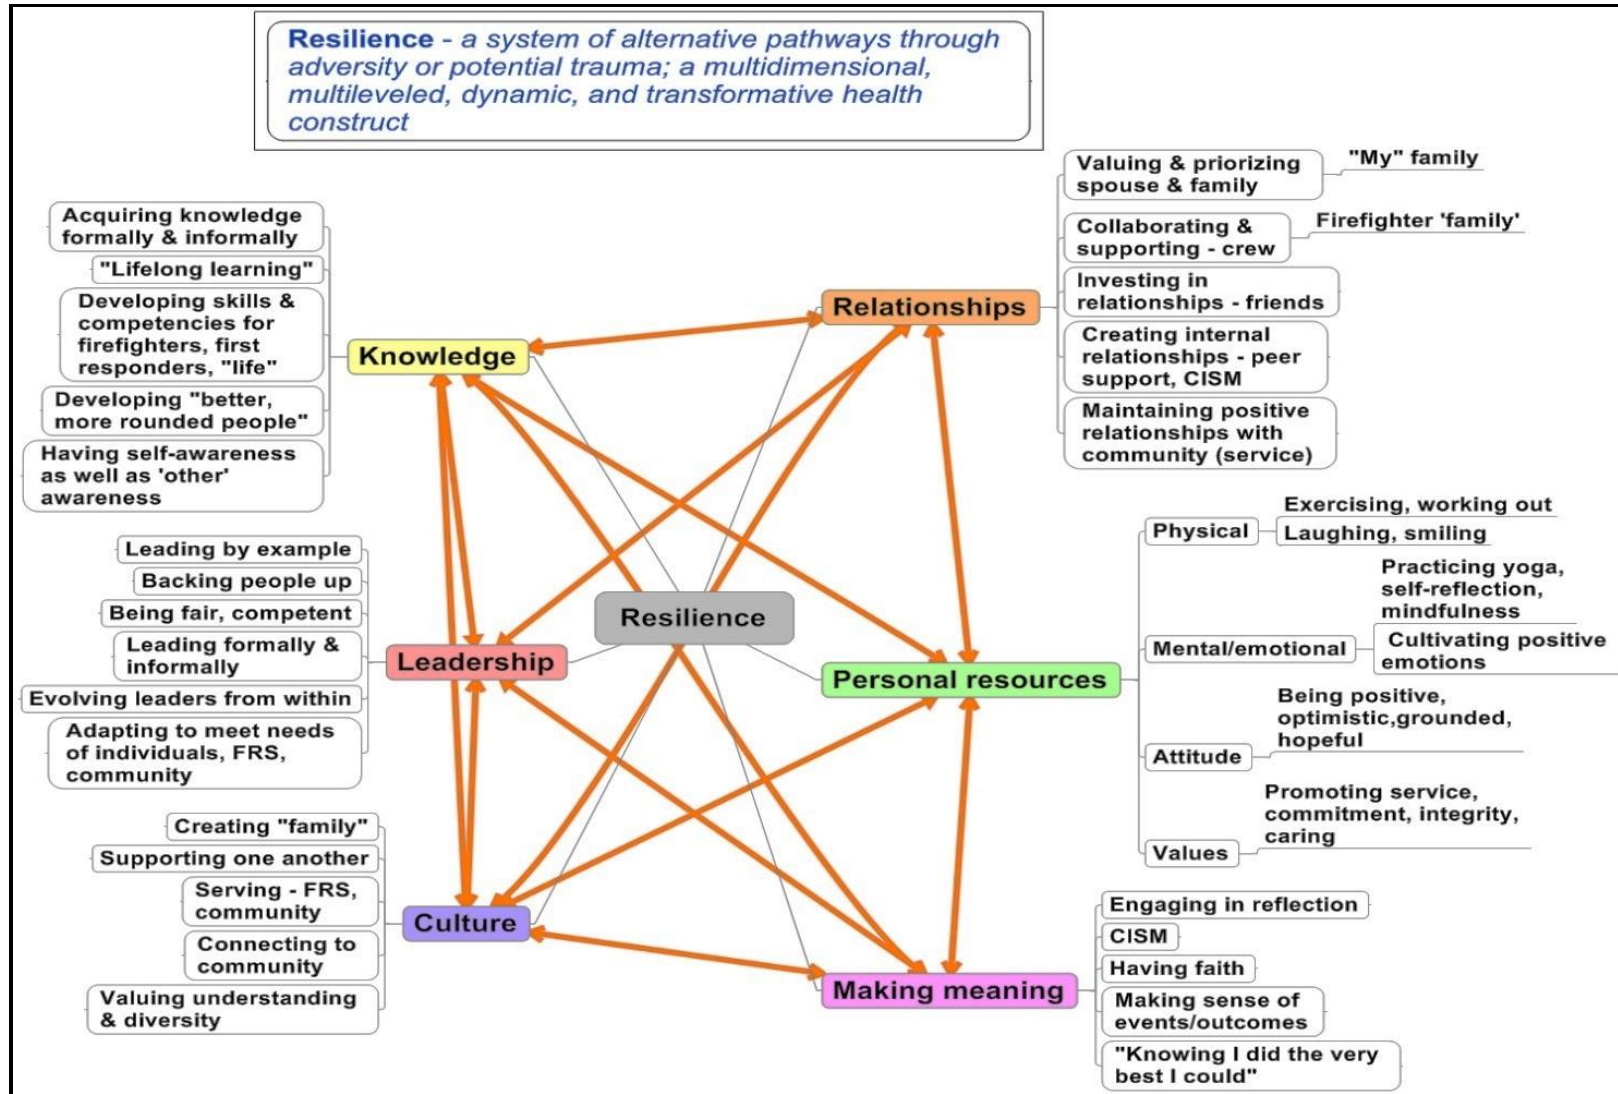 Resilience - a system of alternative pathways through
adversity or potential trauma; a multidimensional,
multileveled, dynamic, and transformative health
construct
Knowledge
Acquiring knowledge
formally & informally
"Lifelong learning"
Developing skills &
competencies for
firefighters, first
responders, "life"
Developing "better,
more rounded people"
Having self-awareness
as well as 'other'
awareness
Leadership
Leading by example
Backing people up
Being fair, competent
Leading formally &
informally
Evolving leaders from within
Adapting to meet needs
of individuals, FRS,
community
Culture
Creating "family"
Supporting one another
Serving - FRS,
community
Connecting to
community
Valuing understanding
& diversity
Resilience
Relationships
Valuing & priorizing
spouse & family
"My" family
Collaborating &
supporting - crew
Firefighter 'family'
Investing in
relationships - friends
Creating internal
relationships - peer
support, CISM
Maintaining positive
relationships with
community (service)
Personal resources
Physical
Exercising, working out
Laughing, smiling
Mental/emotional
Practicing yoga,
self-reflection,
mindfulness
Cultivating positive
emotions
Attitude
Being positive,
optimistic,grounded,
hopeful
Values
Promoting service,
commitment, integrity,
caring
Making meaning
Engaging in reflection
CISM
Having faith
Making sense of
events/outcomes
"Knowing I did the very
best I could"